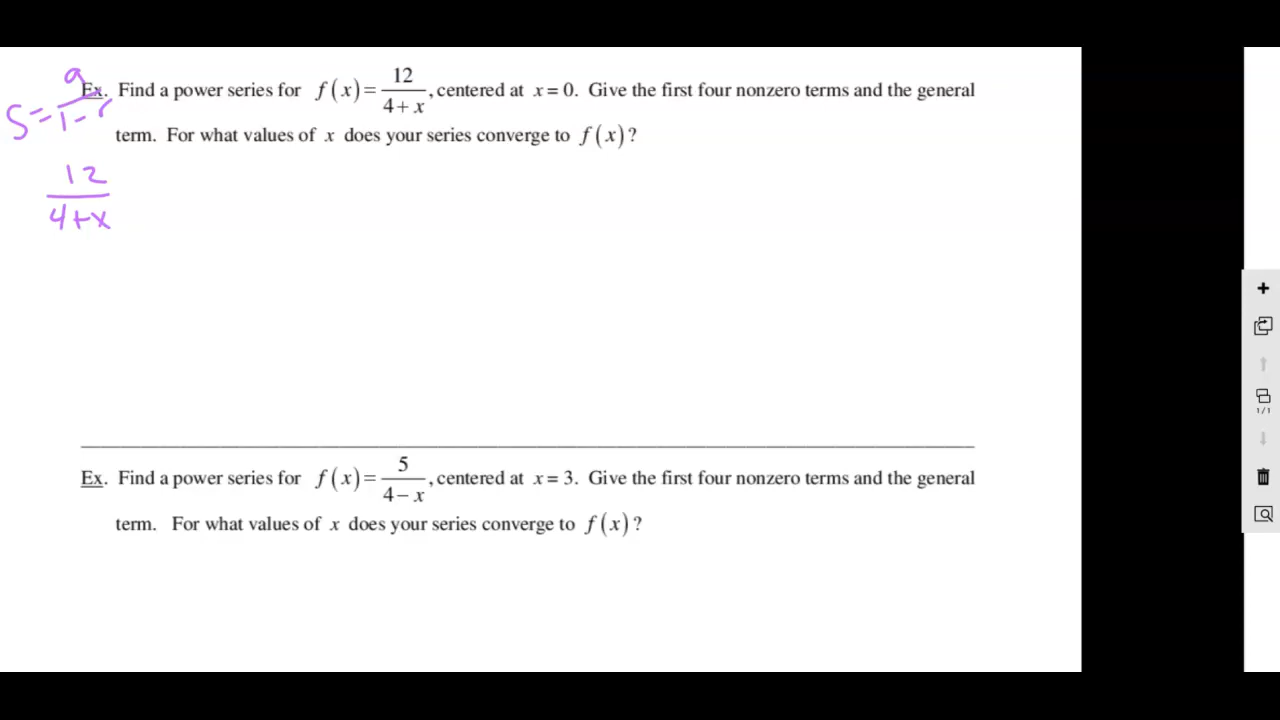 Ex. Find a power series for f(x) = 12/(4 + x), centered at x = 0. Give the first four nonzero terms and the general
term. For what values of x does your series converge to f(x)?
S = a/(1 - r)
12/(4+x)
Ex. Find a power series for f(x) = 5/(4 − x), centered at x = 3. Give the first four nonzero terms and the general
term. For what values of x does your series converge to f(x)?
1/1